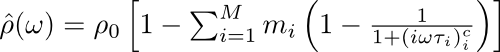 \hat{\rho}(\omega) = \rho_0 \left[ 1 - \sum_{i=1}^{M} m_i \left( 1 - \frac{1}{1+(i\omega\tau_i)^c_i} \right) \right]